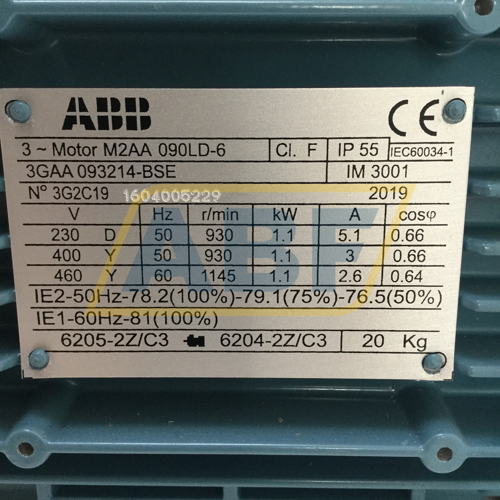 ABB CE
3 ~ Motor M2AA 090LD-6 Cl. F IP 55 IEC60034-1
3GAA 093214-BSE IM 3001
N° 3G2C19 1604005229 2019
V Hz r/min kW A cosφ
230 D 50 930 1.1 5.1 0.66
400 Y 50 930 1.1 3 0.66
460 Y 60 1145 1.1 2.6 0.64
IE2-50Hz-78.2(100%)-79.1(75%)-76.5(50%)
IE1-60Hz-81(100%)
6205-2Z/C3 6204-2Z/C3 20 Kg
ABF